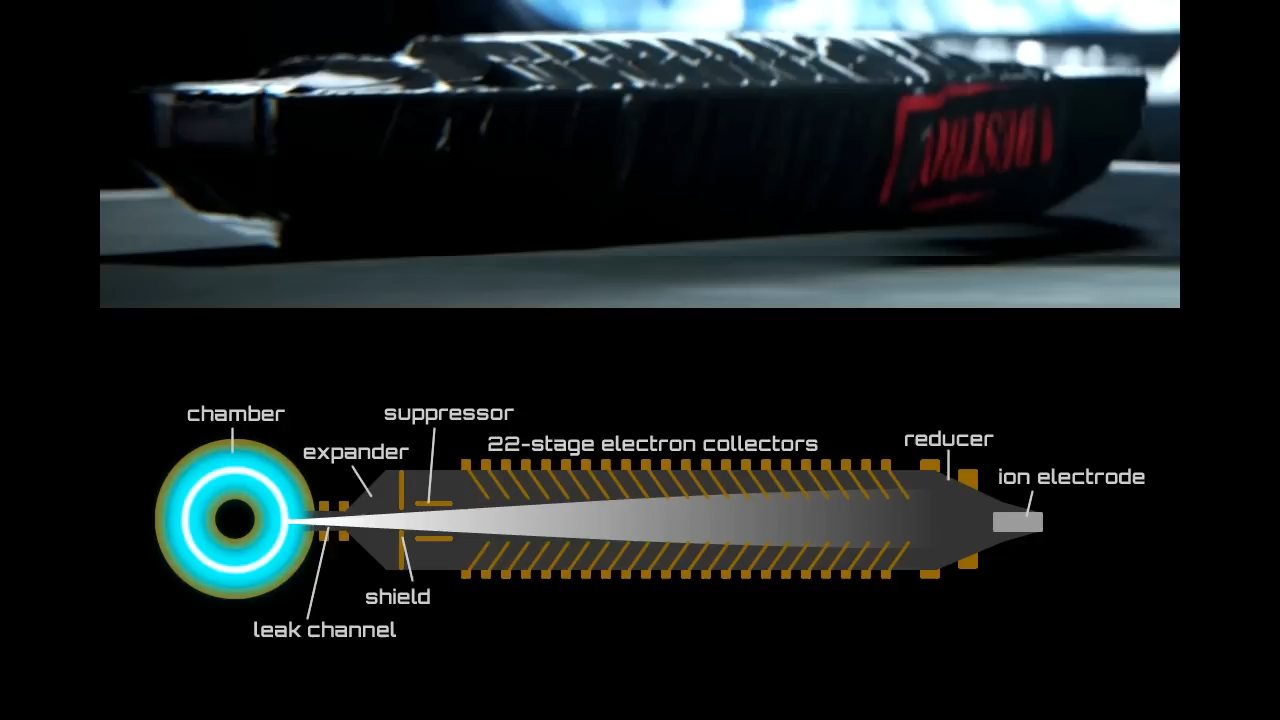 chamber
suppressor
expander
22-stage electron collectors
reducer
ion electrode
shield
leak channel